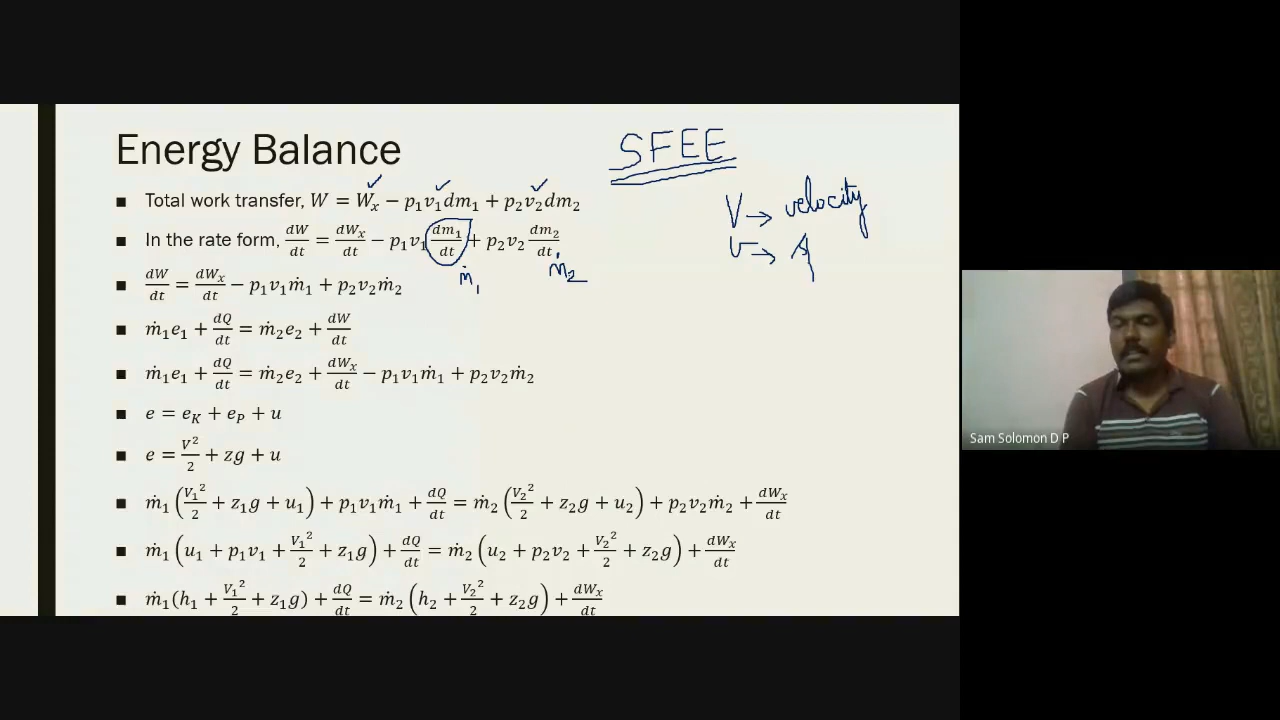 Energy Balance
SFEE
■ Total work transfer, W = Wₓ − p₁v₁dm₁ + p₂v₂dm₂
V → velocity
■ In the rate form, dW/dt = dWₓ/dt − p₁v₁ dm₁/dt + p₂v₂ dm₂/dt
v →
ṁ₁ ṁ₂
■ dW/dt = dWₓ/dt − p₁v₁ṁ₁ + p₂v₂ṁ₂
■ ṁ₁e₁ + dQ/dt = ṁ₂e₂ + dW/dt
■ ṁ₁e₁ + dQ/dt = ṁ₂e₂ + dWₓ/dt − p₁v₁ṁ₁ + p₂v₂ṁ₂
■ e = e_K + e_P + u
■ e = V²/2 + zg + u
Sam Solomon D P
■ ṁ₁(V₁²/2 + z₁g + u₁) + p₁v₁ṁ₁ + dQ/dt = ṁ₂(V₂²/2 + z₂g + u₂) + p₂v₂ṁ₂ + dWₓ/dt
■ ṁ₁(u₁ + p₁v₁ + V₁²/2 + z₁g) + dQ/dt = ṁ₂(u₂ + p₂v₂ + V₂²/2 + z₂g) + dWₓ/dt
■ ṁ₁(h₁ + V₁²/2 + z₁g) + dQ/dt = ṁ₂(h₂ + V₂²/2 + z₂g) + dWₓ/dt